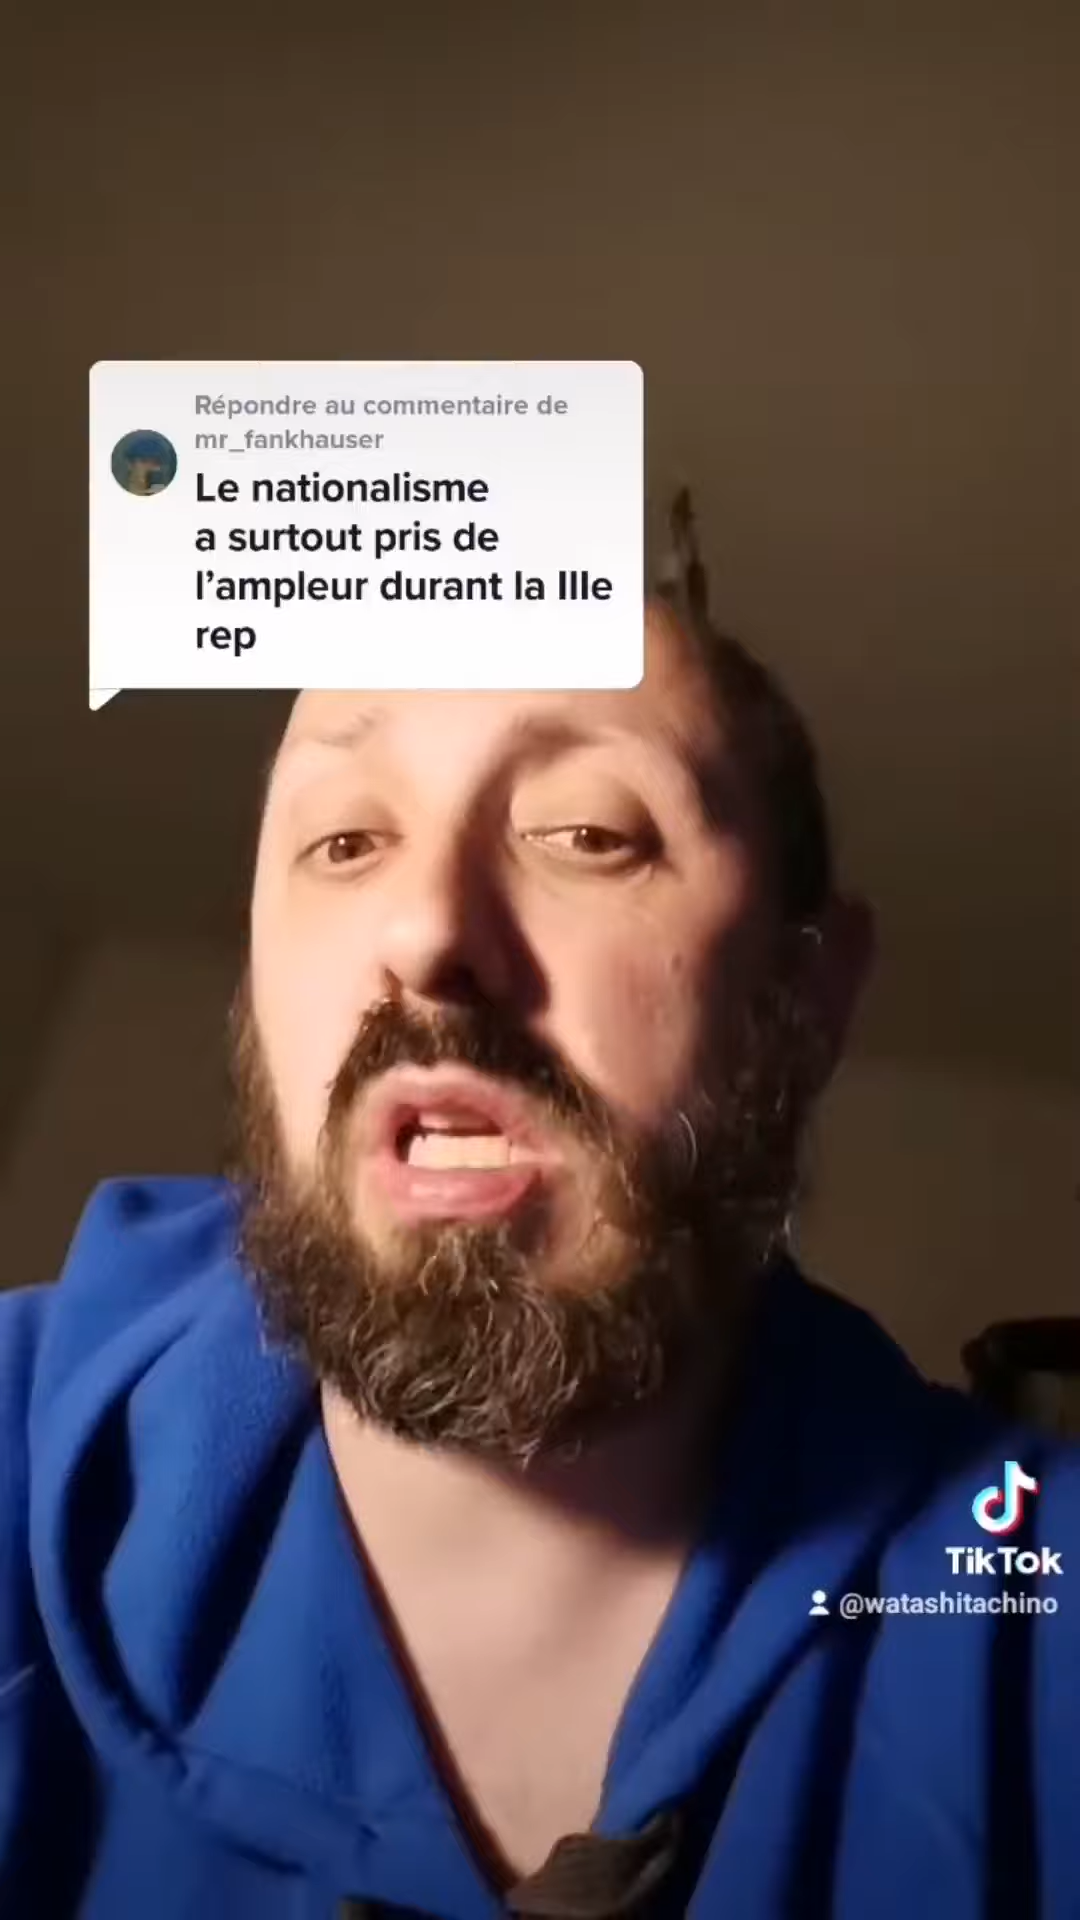 Répondre au commentaire de
mr_fankhauser
Le nationalisme
a surtout pris de
l’ampleur durant la IIIe
rep
TikTok
@watashitachino